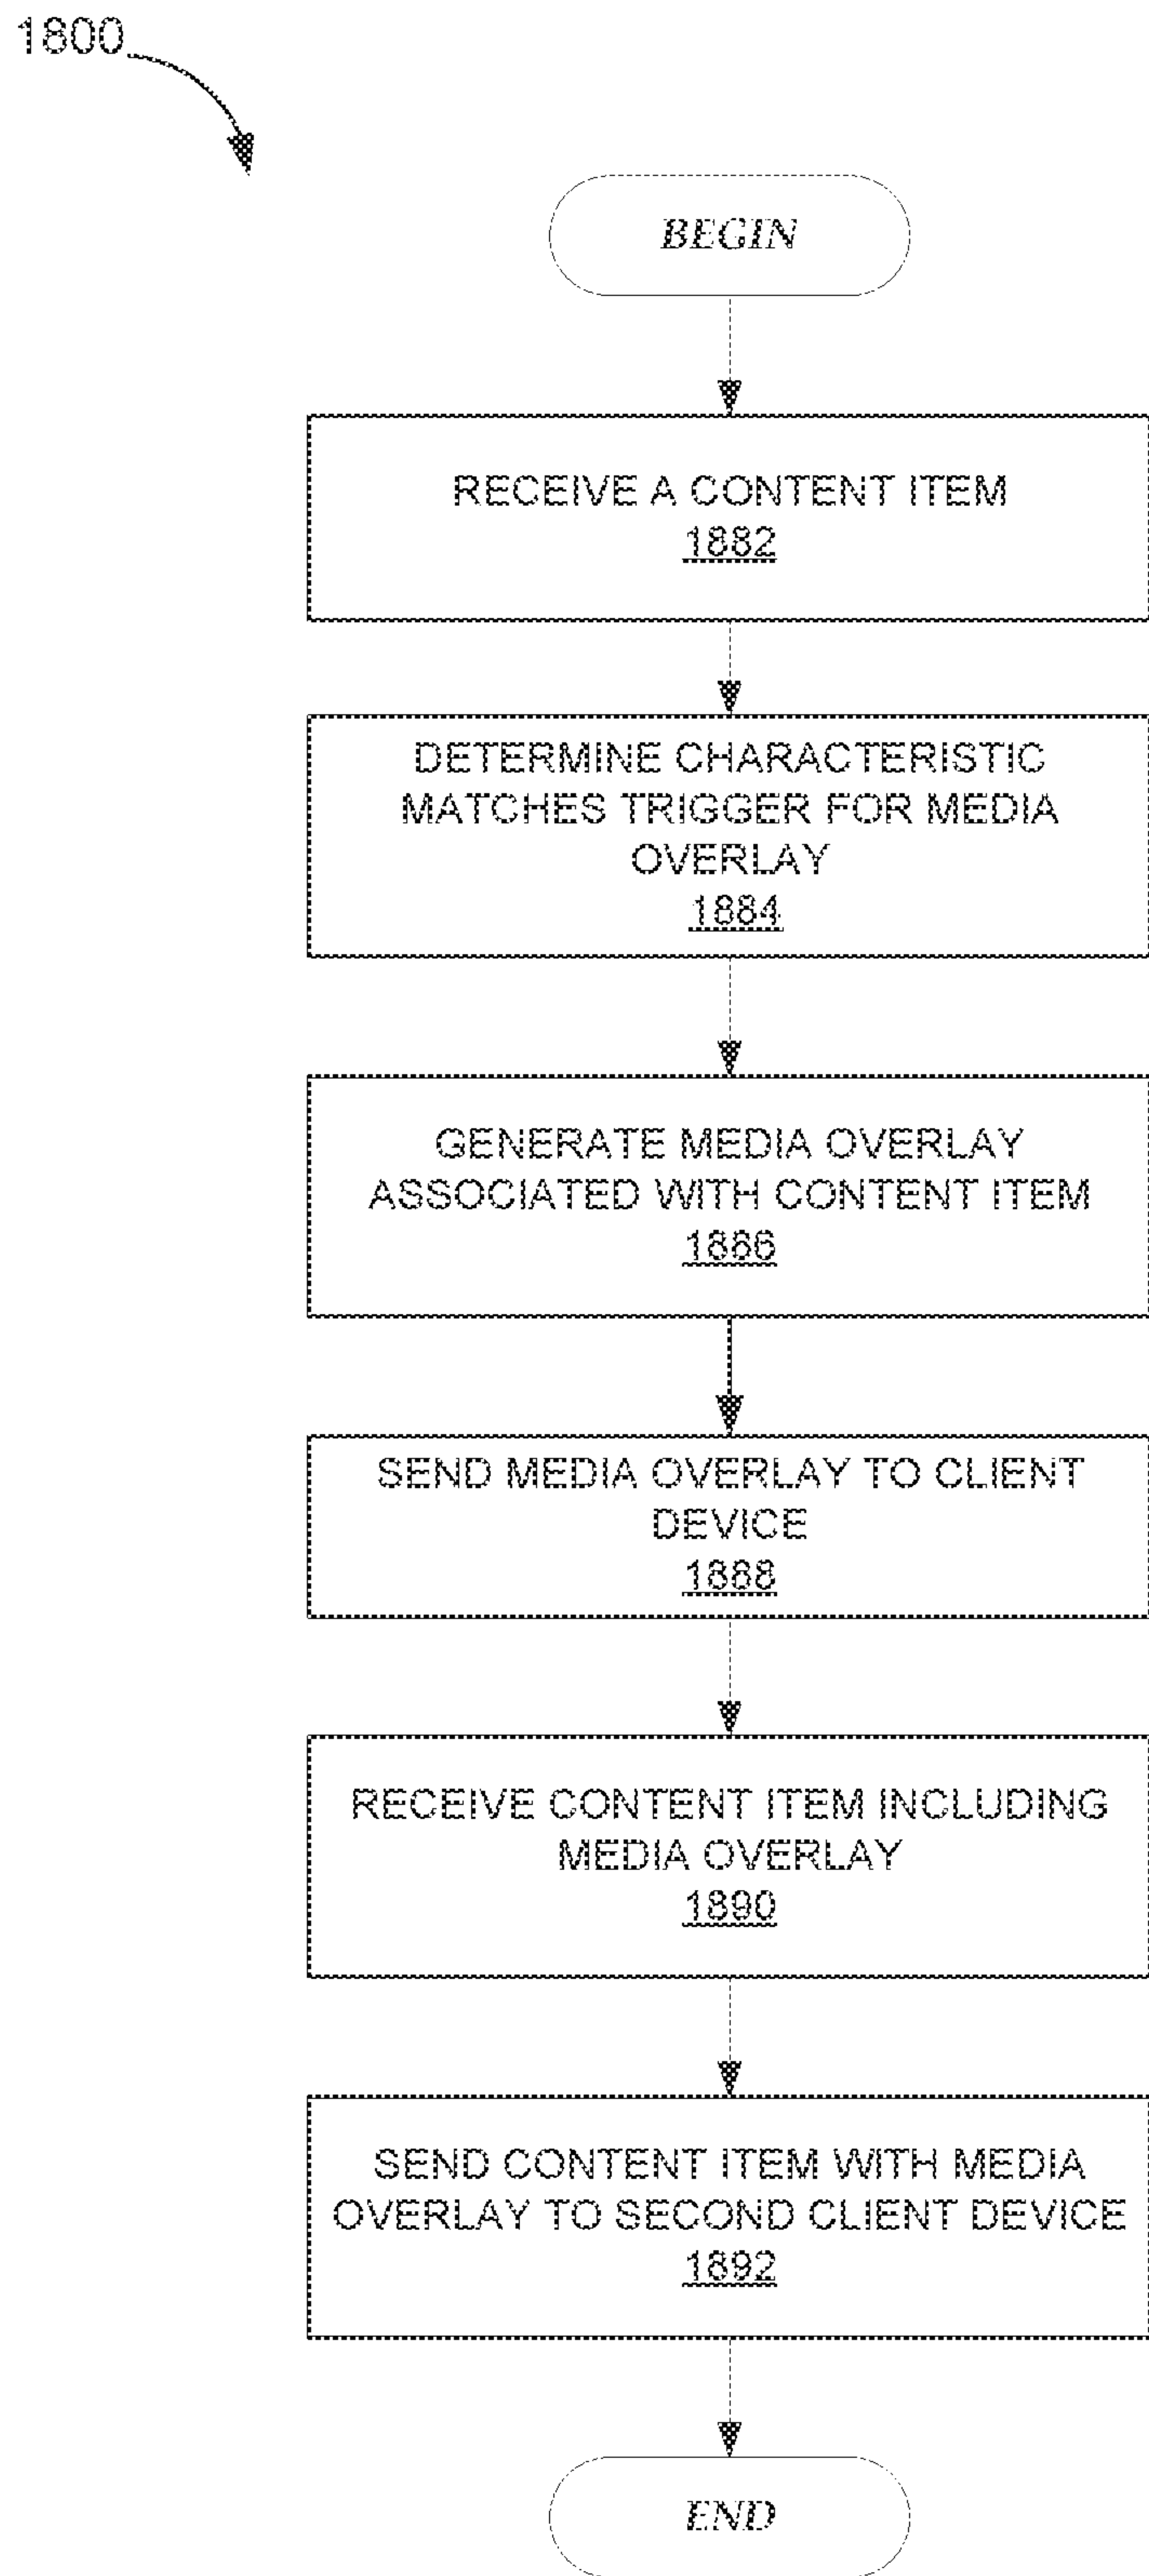 1800
BEGIN
RECEIVE A CONTENT ITEM
1882
DETERMINE CHARACTERISTIC
MATCHES TRIGGER FOR MEDIA
OVERLAY
1884
GENERATE MEDIA OVERLAY
ASSOCIATED WITH CONTENT ITEM
1886
SEND MEDIA OVERLAY TO CLIENT
DEVICE
1888
RECEIVE CONTENT ITEM INCLUDING
MEDIA OVERLAY
1890
SEND CONTENT ITEM WITH MEDIA
OVERLAY TO SECOND CLIENT DEVICE
1892
END